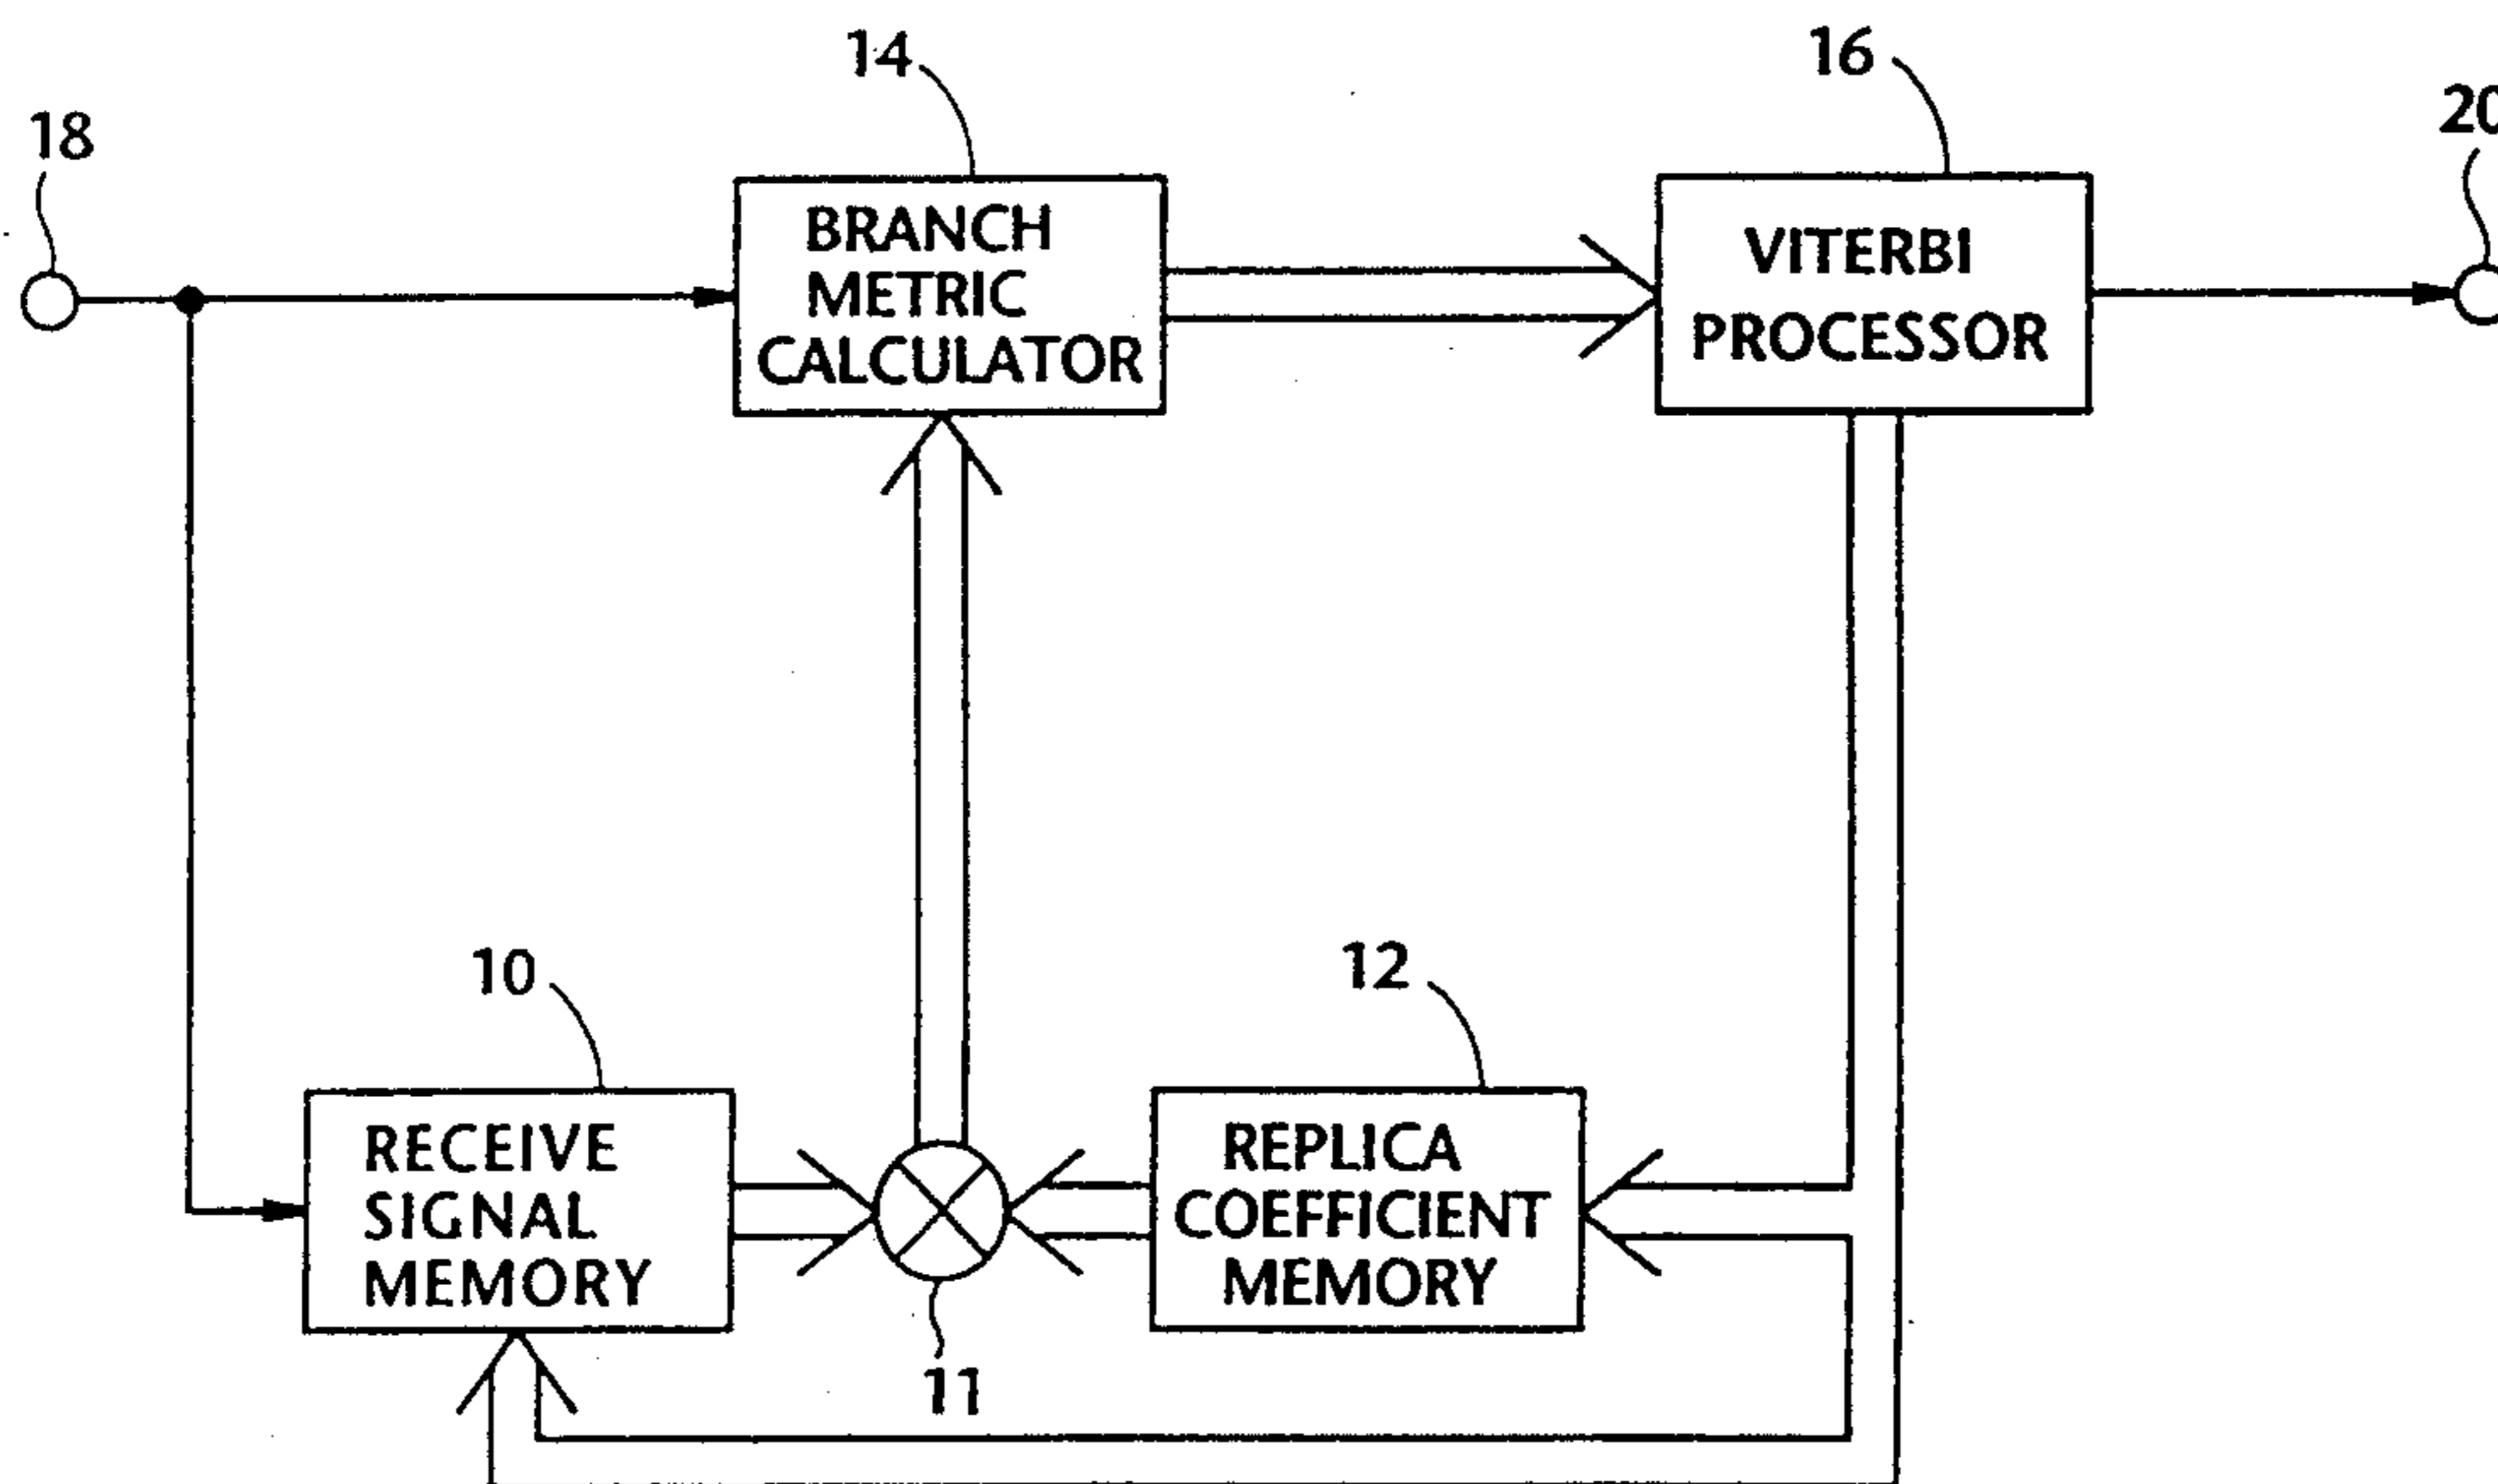 14
16
18
20
BRANCH
METRIC
CALCULATOR
VITERBI
PROCESSOR
10
12
RECEIVE
SIGNAL
MEMORY
REPLICA
COEFFICIENT
MEMORY
11